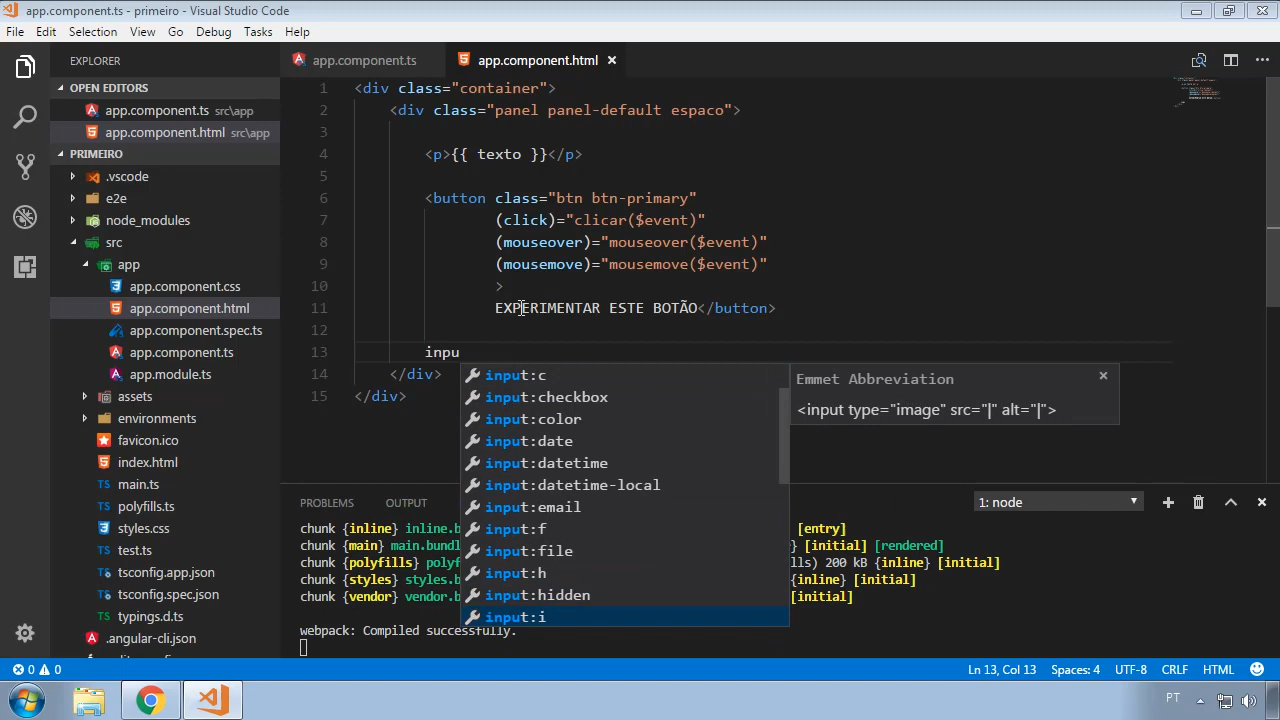 app.component.ts - primeiro - Visual Studio Code
File Edit Selection View Go Debug Tasks Help
EXPLORER
OPEN EDITORS
app.component.ts src\app
app.component.html src\app
PRIMEIRO
.vscode
e2e
node_modules
src
app
app.component.css
app.component.html
app.component.spec.ts
app.component.ts
app.module.ts
assets
environments
favicon.ico
index.html
main.ts
polyfills.ts
styles.css
test.ts
tsconfig.app.json
tsconfig.spec.json
typings.d.ts
.angular-cli.json
app.component.ts
app.component.html
1 <div class="container">
2 <div class="panel panel-default espaco">
3
4 <p>{{ texto }}</p>
5
6 <button class="btn btn-primary"
7 (click)="clicar($event)"
8 (mouseover)="mouseover($event)"
9 (mousemove)="mousemove($event)"
10 >
11 EXPERIMENTAR ESTE BOTÃO</button>
12
13 inpu
14 </div>
15 </div>
input:c
input:checkbox
input:color
input:date
input:datetime
input:datetime-local
input:email
input:f
input:file
input:h
input:hidden
input:i
Emmet Abbreviation
<input type="image" src="|" alt="|">
PROBLEMS OUTPUT
1: node
chunk {inline} inline.b [entry]
chunk {main} main.bundl } [initial] [rendered]
chunk {polyfills} polyf lls) 200 kB {inline} [initial]
chunk {styles} styles.b {inline} [initial]
chunk {vendor} vendor.b [initial]
webpack: Compiled successfully.
0 0
Ln 13, Col 13 Spaces: 4 UTF-8 CRLF HTML
PT